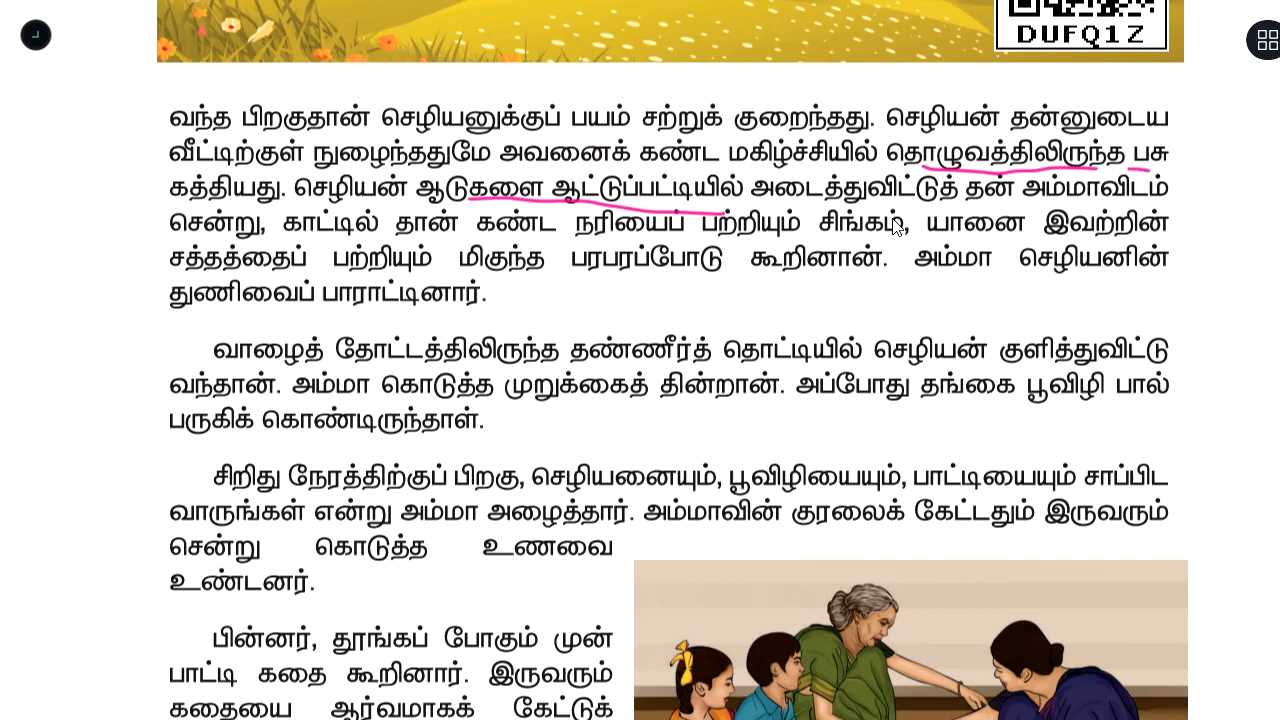 DUFQ1Z
வந்த பிறகுதான் செழியனுக்குப் பயம் சற்றுக் குறைந்தது. செழியன் தன்னுடைய
வீட்டிற்குள் நுழைந்ததுமே அவனைக் கண்ட மகிழ்ச்சியில் தொழுவத்திலிருந்த பசு
கத்தியது. செழியன் ஆடுகளை ஆட்டுப்பட்டியில் அடைத்துவிட்டுத் தன் அம்மாவிடம்
சென்று, காட்டில் தான் கண்ட நரியைப் பற்றியும் சிங்கம், யானை இவற்றின்
சத்தத்தைப் பற்றியும் மிகுந்த பரபரப்போடு கூறினான். அம்மா செழியனின்
துணிவைப் பாராட்டினார்.
வாழைத் தோட்டத்திலிருந்த தண்ணீர்த் தொட்டியில் செழியன் குளித்துவிட்டு
வந்தான். அம்மா கொடுத்த முறுக்கைத் தின்றான். அப்போது தங்கை பூவிழி பால்
பருகிக் கொண்டிருந்தாள்.
சிறிது நேரத்திற்குப் பிறகு, செழியனையும், பூவிழியையும், பாட்டியையும் சாப்பிட
வாருங்கள் என்று அம்மா அழைத்தார். அம்மாவின் குரலைக் கேட்டதும் இருவரும்
சென்று கொடுத்த உணவை
உண்டனர்.
பின்னர், தூங்கப் போகும் முன்
பாட்டி கதை கூறினார். இருவரும்
கதையை ஆர்வமாகக் கேட்டுக்